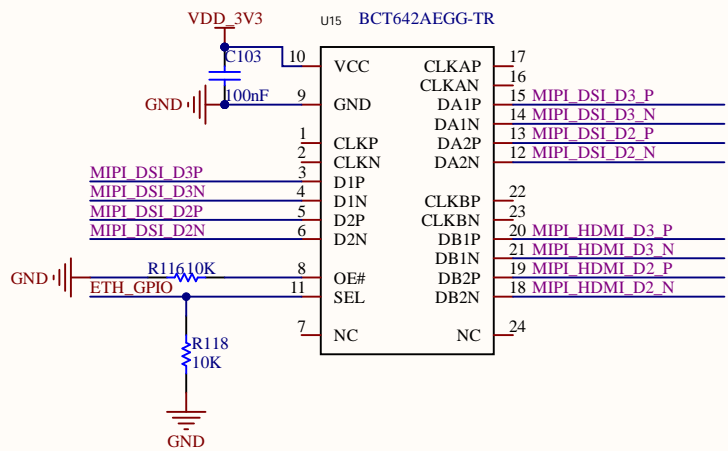 VDD_3V3
U15 BCT642AEGG-TR
C103
100nF
GND
10 VCC
9 GND
1 CLKP
2 CLKN
MIPI_DSI_D3P 3 D1P
MIPI_DSI_D3N 4 D1N
MIPI_DSI_D2P 5 D2P
MIPI_DSI_D2N 6 D2N
GND R116 10K 8 OE#
ETH_GPIO 11 SEL
7 NC
R118
10K
GND
CLKAP 17
CLKAN 16
DA1P 15 MIPI_DSI_D3_P
DA1N 14 MIPI_DSI_D3_N
DA2P 13 MIPI_DSI_D2_P
DA2N 12 MIPI_DSI_D2_N
CLKBP 22
CLKBN 23
DB1P 20 MIPI_HDMI_D3_P
DB1N 21 MIPI_HDMI_D3_N
DB2P 19 MIPI_HDMI_D2_P
DB2N 18 MIPI_HDMI_D2_N
NC 24